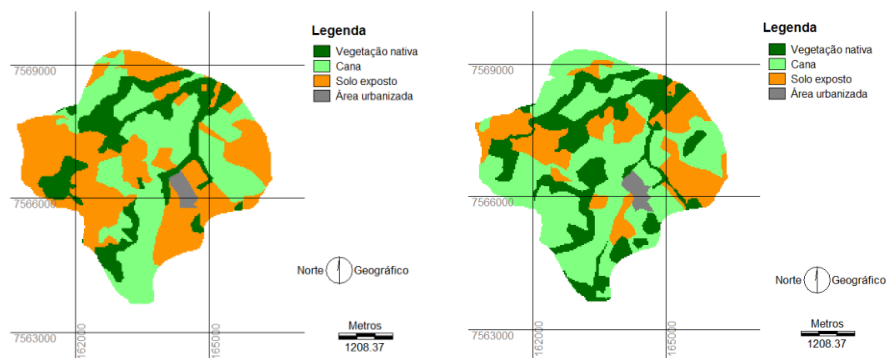 Legenda
Vegetação nativa
Cana
Solo exposto
Área urbanizada
7569000
7566000
7563000
162000
165000
Norte Geográfico
Metros
1208.37
Legenda
Vegetação nativa
Cana
Solo exposto
Área urbanizada
7569000
7566000
7563000
162000
165000
Norte Geográfico
Metros
1208.37